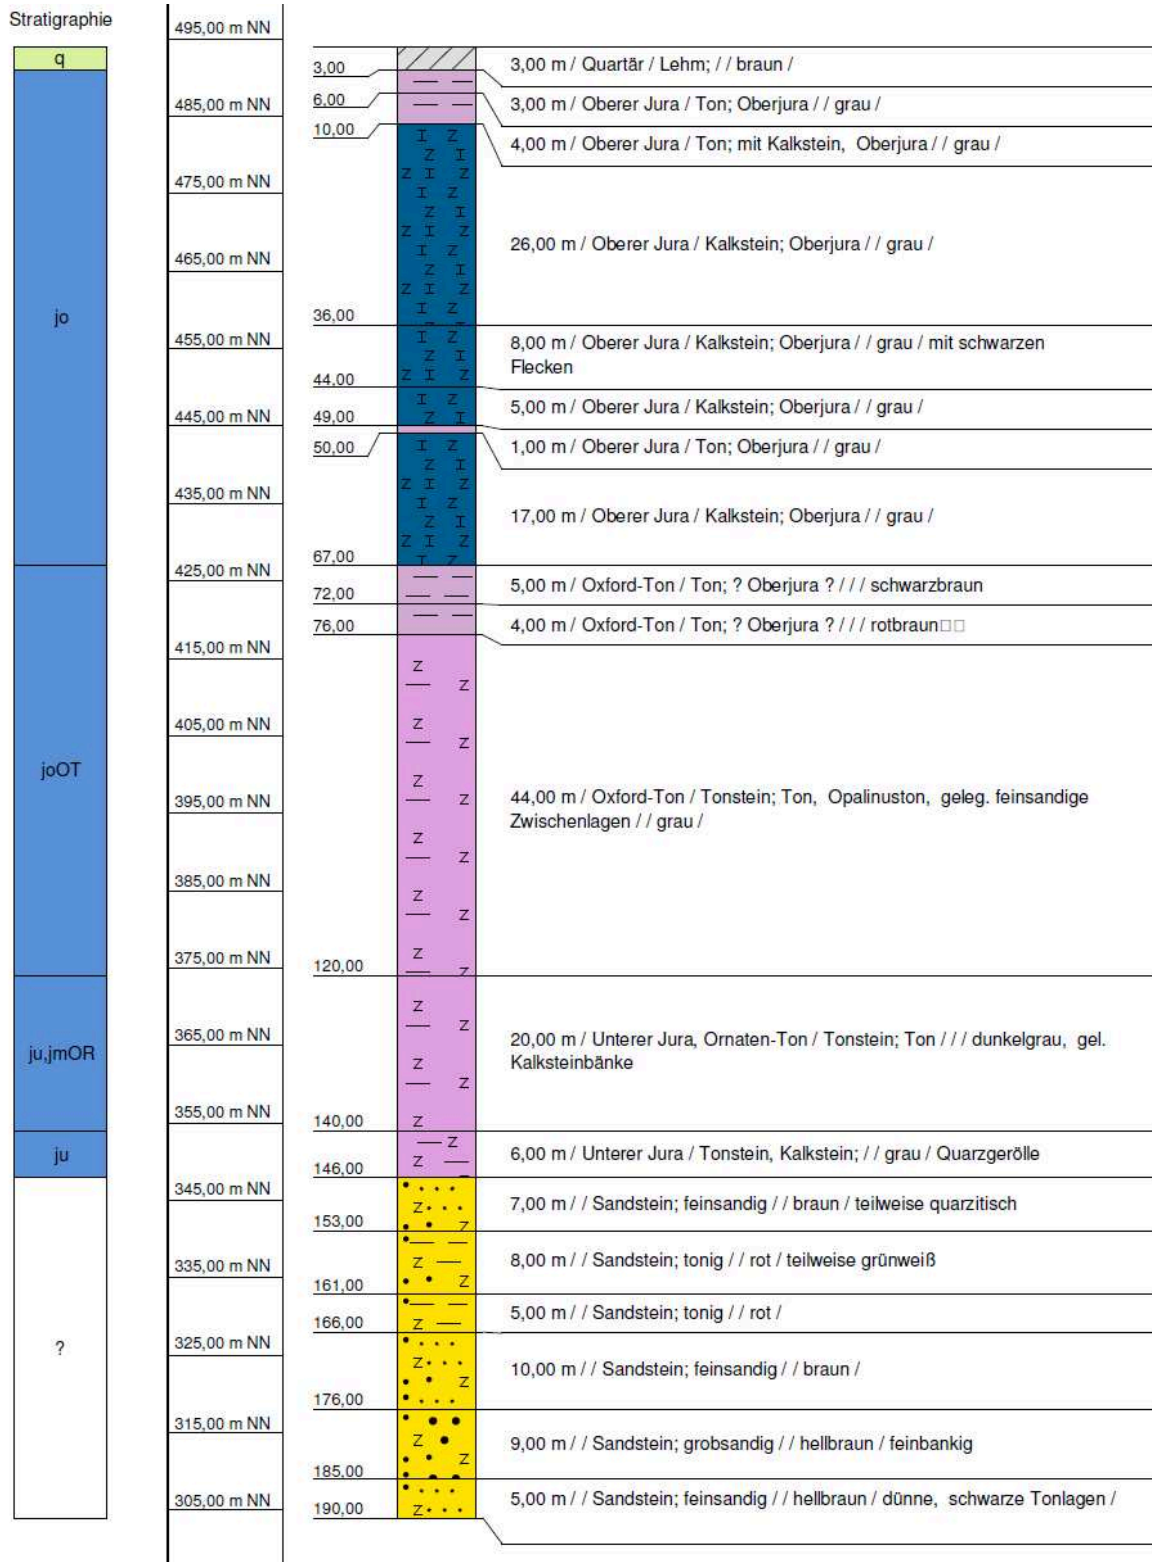 Stratigraphie
495,00 m NN
q
3,00
3,00 m / Quartär / Lehm; / / braun /
485,00 m NN
6,00
3,00 m / Oberer Jura / Ton; Oberjura / / grau /
10,00
4,00 m / Oberer Jura / Ton; mit Kalkstein, Oberjura / / grau /
475,00 m NN
26,00 m / Oberer Jura / Kalkstein; Oberjura / / grau /
465,00 m NN
jo
36,00
455,00 m NN
8,00 m / Oberer Jura / Kalkstein; Oberjura / / grau / mit schwarzen
Flecken
44,00
445,00 m NN
5,00 m / Oberer Jura / Kalkstein; Oberjura / / grau /
49,00
50,00
1,00 m / Oberer Jura / Ton; Oberjura / / grau /
435,00 m NN
17,00 m / Oberer Jura / Kalkstein; Oberjura / / grau /
67,00
425,00 m NN
5,00 m / Oxford-Ton / Ton; ? Oberjura ? / / / schwarzbraun
72,00
76,00
4,00 m / Oxford-Ton / Ton; ? Oberjura ? / / / rotbraun□□
415,00 m NN
405,00 m NN
joOT
395,00 m NN
44,00 m / Oxford-Ton / Tonstein; Ton, Opalinuston, geleg. feinsandige
Zwischenlagen / / grau /
385,00 m NN
375,00 m NN
120,00
365,00 m NN
ju,jmOR
20,00 m / Unterer Jura, Ornaten-Ton / Tonstein; Ton / / / dunkelgrau, gel.
Kalksteinbänke
355,00 m NN
140,00
ju
6,00 m / Unterer Jura / Tonstein, Kalkstein; / / grau / Quarzgerölle
146,00
345,00 m NN
7,00 m / / Sandstein; feinsandig / / braun / teilweise quarzitisch
153,00
335,00 m NN
8,00 m / / Sandstein; tonig / / rot / teilweise grünweiß
161,00
5,00 m / / Sandstein; tonig / / rot /
166,00
325,00 m NN
?
10,00 m / / Sandstein; feinsandig / / braun /
176,00
315,00 m NN
9,00 m / / Sandstein; grobsandig / / hellbraun / feinbankig
185,00
305,00 m NN
5,00 m / / Sandstein; feinsandig / / hellbraun / dünne, schwarze Tonlagen /
190,00